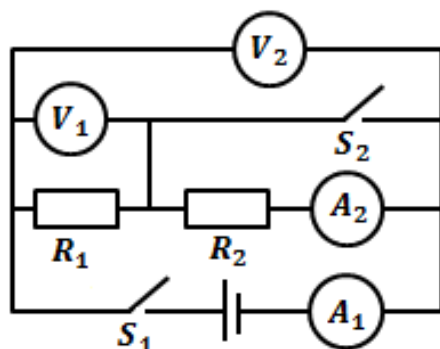 V₂
V₁
S₂
A₂
R₁
R₂
S₁
A₁